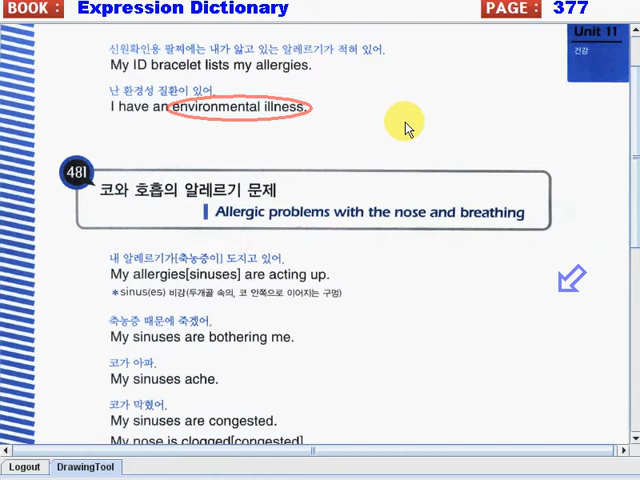 BOOK : Expression Dictionary PAGE : 377
Unit 11
건강
신원확인용 팔찌에는 내가 앓고 있는 알레르기가 적혀 있어.
My ID bracelet lists my allergies.
난 환경성 질환이 있어.
I have an environmental illness.
481
코와 호흡의 알레르기 문제
Allergic problems with the nose and breathing
내 알레르기가[축농증이] 도지고 있어.
My allergies[sinuses] are acting up.
*sinus(es) 비강(두개골 속의, 코 안쪽으로 이어지는 구멍)
축농증 때문에 죽겠어.
My sinuses are bothering me.
코가 아파.
My sinuses ache.
코가 막혔어.
My sinuses are congested.
My nose is clogged[congested]
Logout DrawingTool